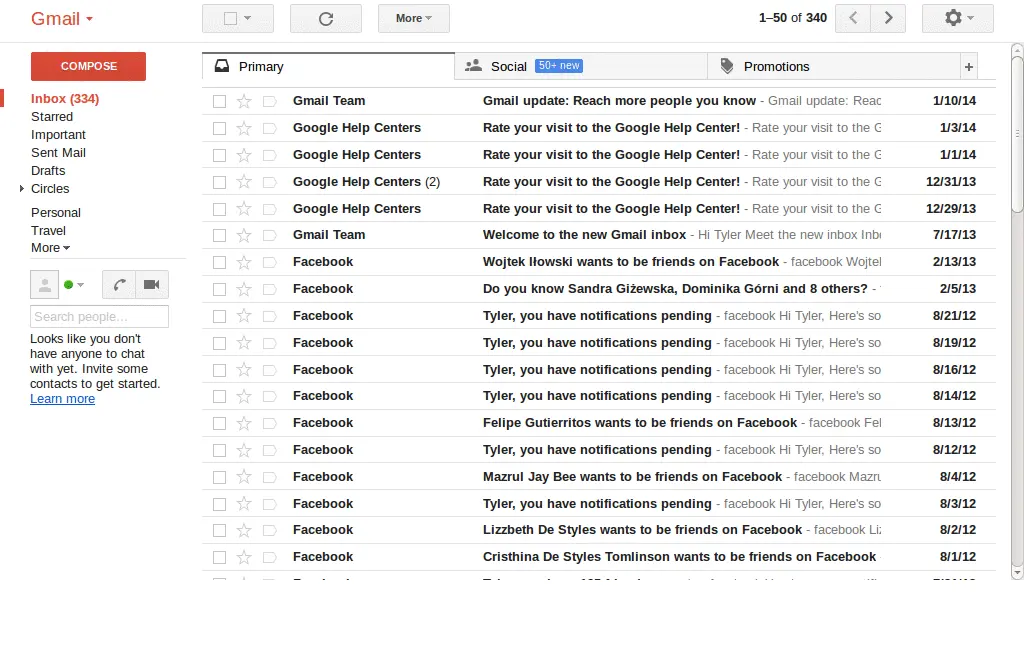 Gmail
More
1–50 of 340
COMPOSE
Primary
Social 50+ new
Promotions
+
Inbox (334)
Starred
Important
Sent Mail
Drafts
Circles
Personal
Travel
More
Search people...
Looks like you don't
have anyone to chat
with yet. Invite some
contacts to get started.
Learn more
Gmail Team Gmail update: Reach more people you know - Gmail update: Reac 1/10/14
Google Help Centers Rate your visit to the Google Help Center! - Rate your visit to the G 1/3/14
Google Help Centers Rate your visit to the Google Help Center! - Rate your visit to the G 1/1/14
Google Help Centers (2) Rate your visit to the Google Help Center! - Rate your visit to the G 12/31/13
Google Help Centers Rate your visit to the Google Help Center! - Rate your visit to the G 12/29/13
Gmail Team Welcome to the new Gmail inbox - Hi Tyler Meet the new inbox Inb 7/17/13
Facebook Wojtek Iłowski wants to be friends on Facebook - facebook Wojtel 2/13/13
Facebook Do you know Sandra Giżewska, Dominika Górni and 8 others? - 2/5/13
Facebook Tyler, you have notifications pending - facebook Hi Tyler, Here's so 8/21/12
Facebook Tyler, you have notifications pending - facebook Hi Tyler, Here's so 8/19/12
Facebook Tyler, you have notifications pending - facebook Hi Tyler, Here's so 8/16/12
Facebook Tyler, you have notifications pending - facebook Hi Tyler, Here's so 8/14/12
Facebook Felipe Gutierritos wants to be friends on Facebook - facebook Fel 8/13/12
Facebook Tyler, you have notifications pending - facebook Hi Tyler, Here's so 8/12/12
Facebook Mazrul Jay Bee wants to be friends on Facebook - facebook Mazru 8/4/12
Facebook Tyler, you have notifications pending - facebook Hi Tyler, Here's so 8/3/12
Facebook Lizzbeth De Styles wants to be friends on Facebook - facebook Liz 8/2/12
Facebook Cristhina De Styles Tomlinson wants to be friends on Facebook 8/1/12